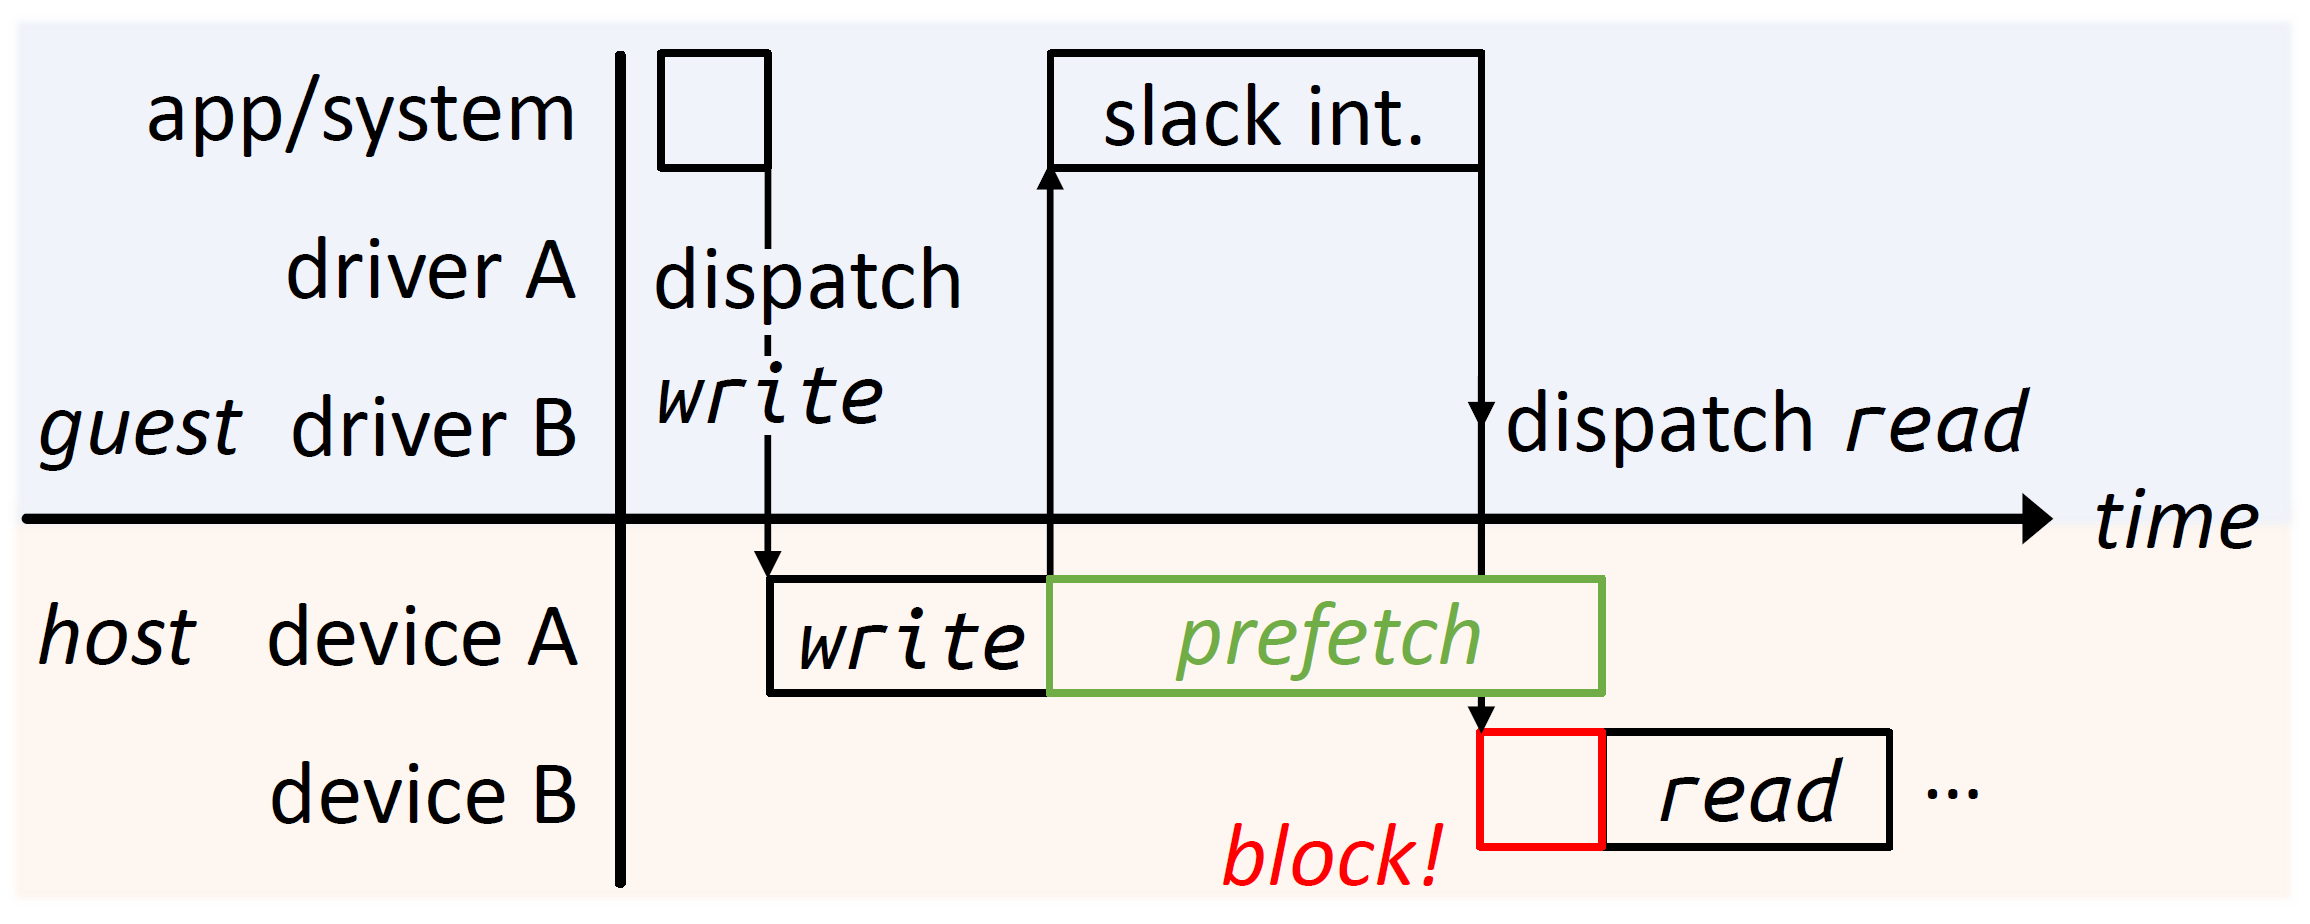 app/system
slack int.
driver A
dispatch
write
guest driver B
dispatch read
time
host device A
write
prefetch
device B
read ...
block!